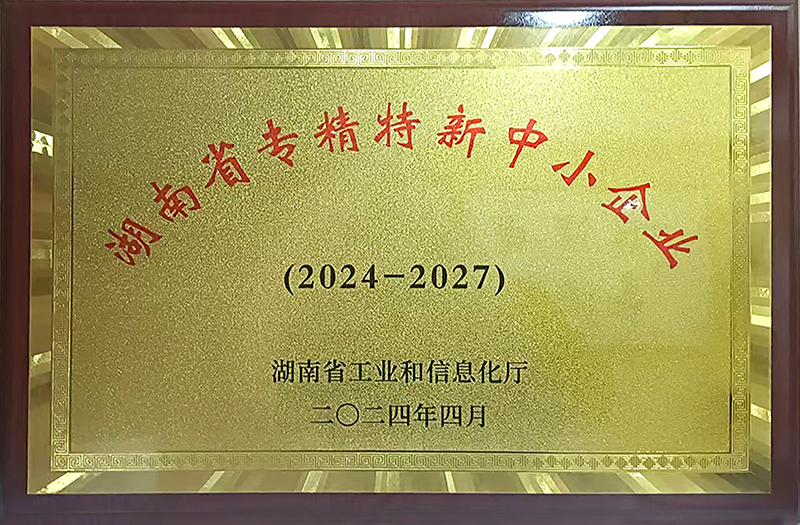 湖南省专精特新中小企业
(2024-2027)
湖南省工业和信息化厅
二〇二四年四月